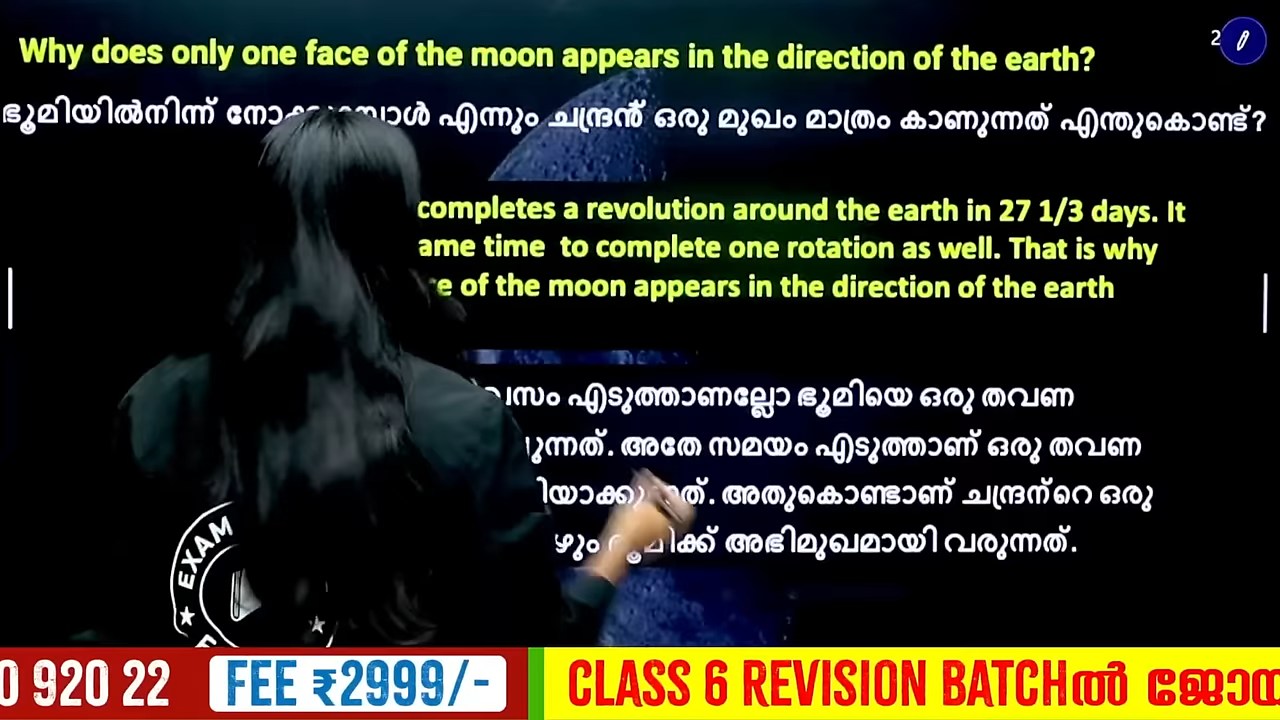 Why does only one face of the moon appears in the direction of the earth?
2
ഭൂമിയിൽനിന്ന് എന്നും ചന്ദ്രൻ ഒരു മുഖം മാത്രം കാണുന്നത് എന്തുകൊണ്ട്?
completes a revolution around the earth in 27 1/3 days. It
ame time to complete one rotation as well. That is why
e of the moon appears in the direction of the earth
എടുത്താണല്ലോ ഭൂമിയെ ഒരു തവണ
അതേ സമയം എടുത്താണ് ഒരു തവണ
അതുകൊണ്ടാണ് ചന്ദ്രന്റെ ഒരു
അഭിമുഖമായി വരുന്നത്.
EXAM
0 920 22 FEE ₹2999/- CLASS 6 REVISION BATCHൽ ജോയ